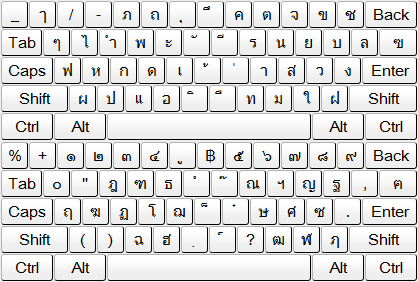 _ ๅ / - ภ ถ ุ ึ ค ต จ ข ช Back
Tab ๆ ไ ำ พ ะ ั ี ร น ย บ ล ฃ
Caps ฟ ห ก ด เ ้ ่ า ส ว ง Enter
Shift ผ ป แ อ ิ ื ท ม ใ ฝ Shift
Ctrl Alt Alt Ctrl
% + ๑ ๒ ๓ ๔ ู ฿ ๕ ๖ ๗ ๘ ๙ Back
Tab ๐ " ฎ ฑ ธ ํ ๊ ณ ฯ ญ ฐ , ฅ
Caps ฤ ฆ ฏ โ ฌ ็ ๋ ษ ศ ซ . Enter
Shift ( ) ฉ ฮ ฺ ์ ? ฒ ฬ ฦ Shift
Ctrl Alt Alt Ctrl